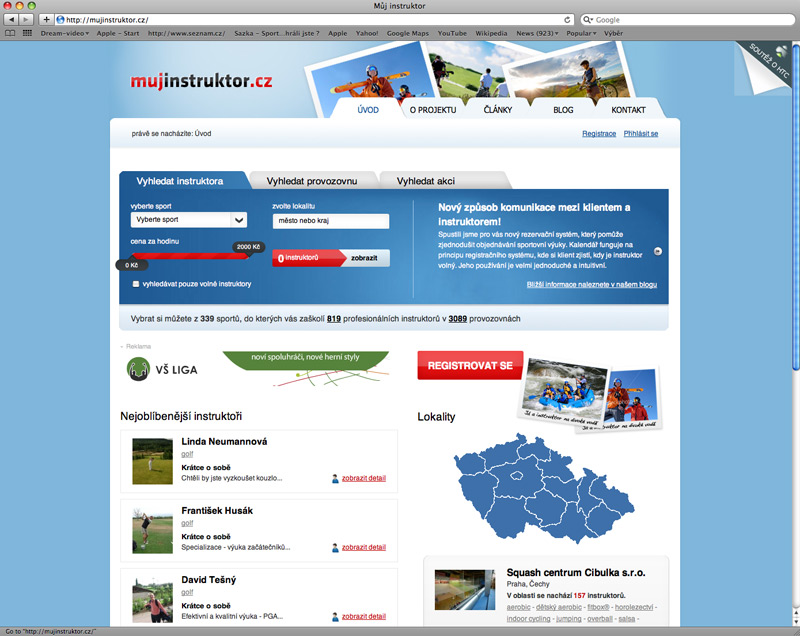 Můj instruktor
http://mujinstruktor.cz/
Google
Dream-video
Apple - Start
http://www.seznam.cz/
Sazka - Sport...hráli jste ?
Apple
Yahoo!
Google Maps
YouTube
Wikipedia
News (923)
Popular
Výběr
mujinstruktor.cz
SOUTĚŽ O HTC
ÚVOD
O PROJEKTU
ČLÁNKY
BLOG
KONTAKT
právě se nacházíte: Úvod
Registrace
Přihlásit se
Vyhledat instruktora
Vyhledat provozovnu
Vyhledat akci
vyberte sport
Vyberte sport
zvolte lokalitu
město nebo kraj
cena za hodinu
2000 Kč
0 Kč
0 instruktorů
zobrazit
vyhledávat pouze volné instruktory
Nový způsob komunikace mezi klientem a
instruktorem!
Spustili jsme pro vás nový rezervační systém, který pomůže
zjednodušit objednávání sportovní výuky. Kalendář funguje na
principu registračního systému, kde si klient zjistí, kdy je instruktor
volný. Jeho používání je velmi jednoduché a intuitivní.
Bližší informace naleznete v našem blogu
Vybrat si můžete z 339 sportů, do kterých vás zaškolí 819 profesionálních instruktorů v 3089 provozovnách
Reklama
VŠ LIGA
noví spoluhráči, nové herní styly
REGISTROVAT SE
Já a instruktor na divoké vodě
Nejoblíbenější instruktoři
Linda Neumannová
golf
Krátce o sobě
Chtěli by jste vyzkoušet kouzlo...
zobrazit detail
František Husák
golf
Krátce o sobě
Specializace - výuka začátečníků...
zobrazit detail
David Tešný
golf
Krátce o sobě
Efektivní a kvalitní výuka - PGA...
zobrazit detail
Lokality
Squash centrum Cibulka s.r.o.
Praha, Čechy
V oblasti se nachází 157 instruktorů.
aerobic - dětský aerobic - fitbox® - horolezectví -
indoor cycling - jumping - overball - salsa -
Go to "http://mujinstruktor.cz/"